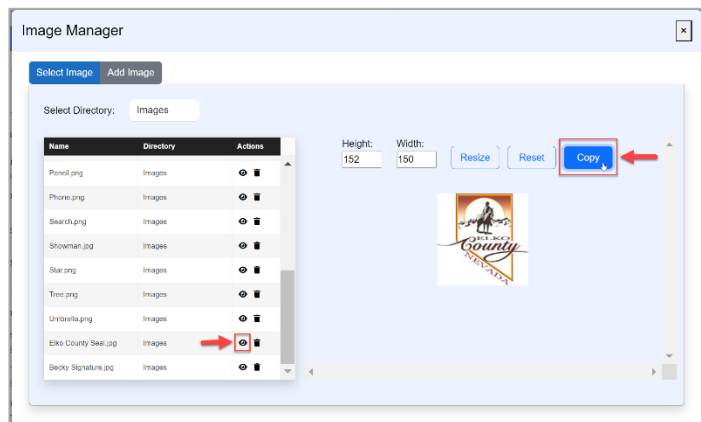 Image Manager
×
Select Image Add Image
Select Directory: Images
Name Directory Actions
Pencil.png Images
Phone.png Images
Search.png Images
Snowman.jpg Images
Star.png Images
Tree.png Images
Umbrella.png Images
Elko County Seal.jpg Images
Becky Signature.jpg Images
Height: Width:
152 150 Resize Reset Copy
ELKO
County
NEVADA